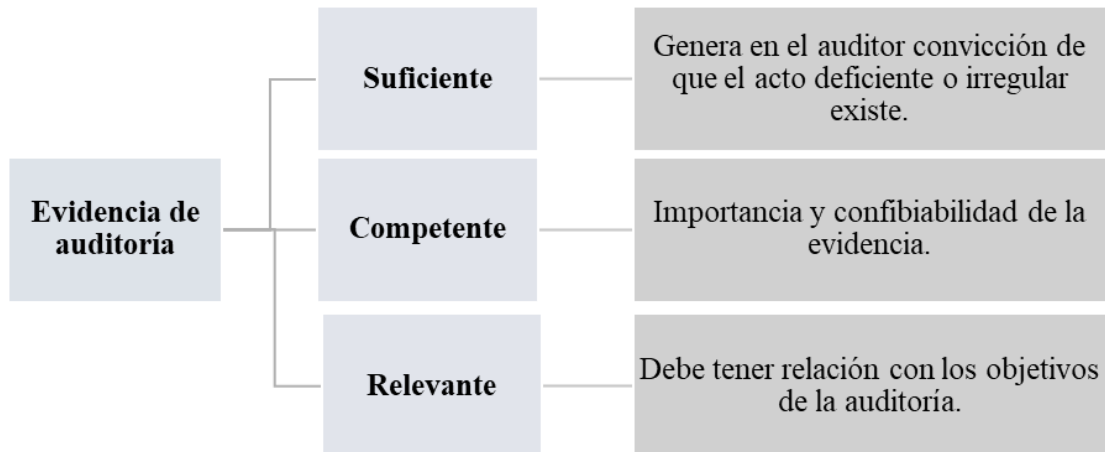 Evidencia de
auditoría
Suficiente
Genera en el auditor convicción de
que el acto deficiente o irregular
existe.
Competente
Importancia y confibiabilidad de la
evidencia.
Relevante
Debe tener relación con los objetivos
de la auditoría.